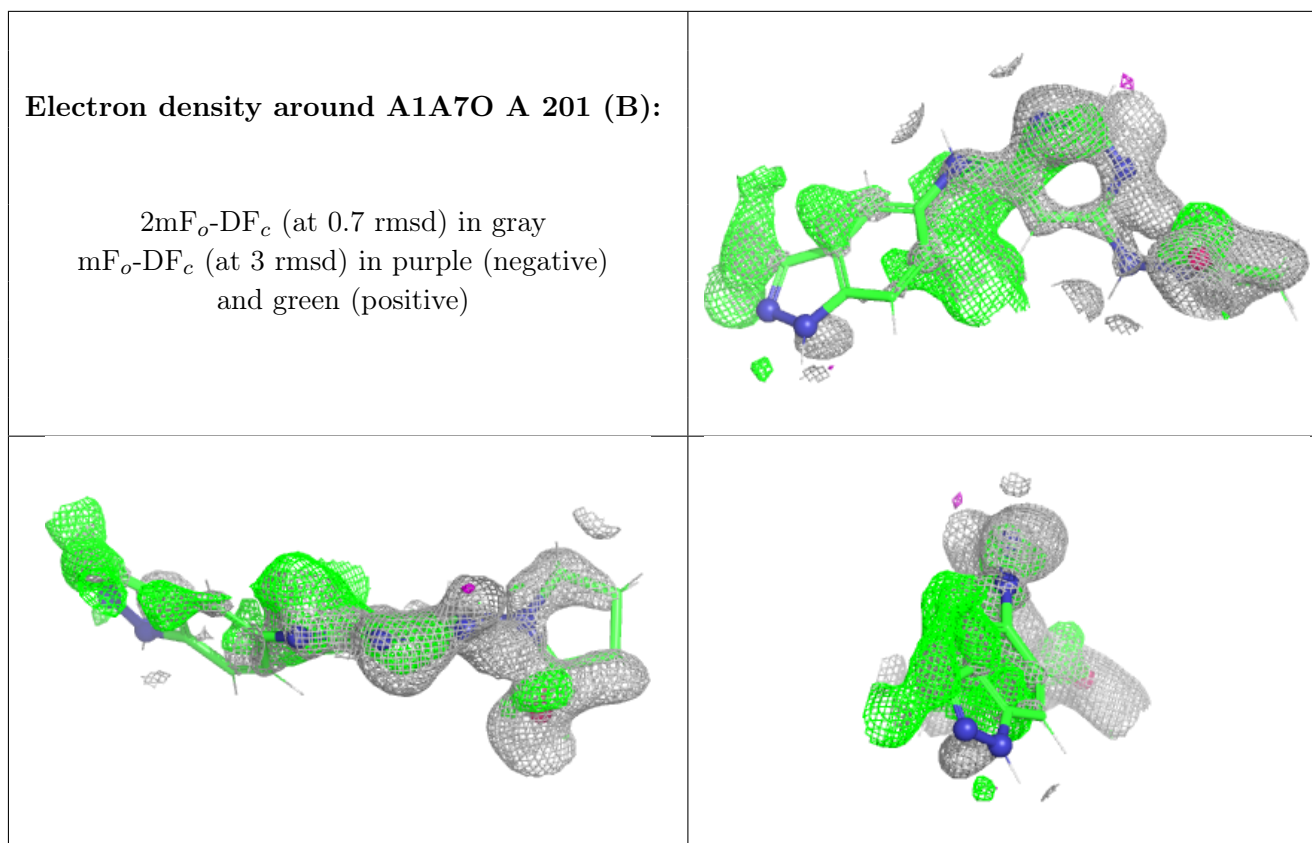 Electron density around A1A7O A 201 (B):
2mFo-DFc (at 0.7 rmsd) in gray
mFo-DFc (at 3 rmsd) in purple (negative)
and green (positive)